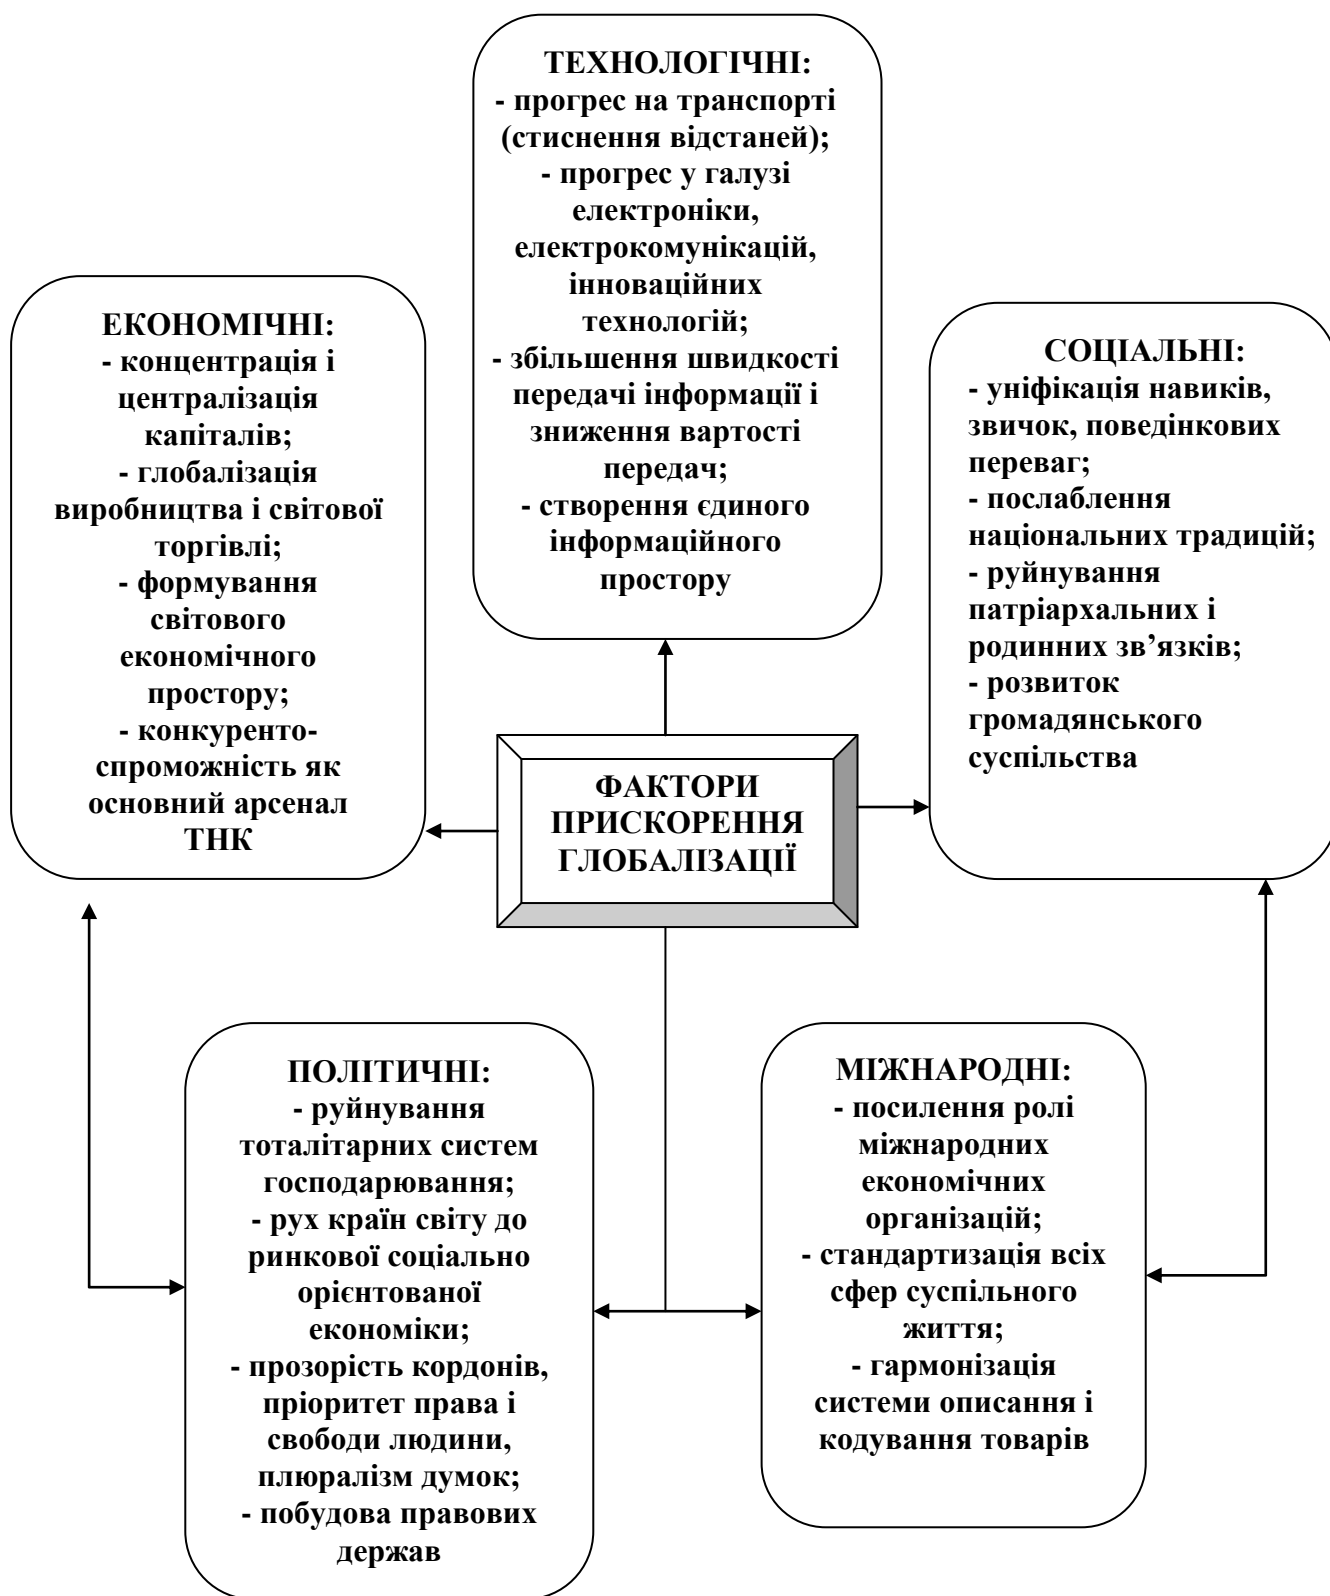 ТЕХНОЛОГІЧНІ:
- прогрес на транспорті
(стиснення відстаней);
- прогрес у галузі
електроніки,
електрокомунікацій,
інноваційних
технологій;
- збільшення швидкості
передачі інформації і
зниження вартості
передач;
- створення єдиного
інформаційного
простору
ЕКОНОМІЧНІ:
- концентрація і
централізація
капіталів;
- глобалізація
виробництва і світової
торгівлі;
- формування
світового
економічного
простору;
- конкуренто-
спроможність як
основний арсенал
ТНК
СОЦІАЛЬНІ:
- уніфікація навиків,
звичок, поведінкових
переваг;
- послаблення
національних традицій;
- руйнування
патріархальних і
родинних зв’язків;
- розвиток
громадянського
суспільства
ФАКТОРИ
ПРИСКОРЕННЯ
ГЛОБАЛІЗАЦІЇ
ПОЛІТИЧНІ:
- руйнування
тоталітарних систем
господарювання;
- рух країн світу до
ринкової соціально
орієнтованої
економіки;
- прозорість кордонів,
пріоритет права і
свободи людини,
плюралізм думок;
- побудова правових
держав
МІЖНАРОДНІ:
- посилення ролі
міжнародних
економічних
організацій;
- стандартизація всіх
сфер суспільного
життя;
- гармонізація
системи описання і
кодування товарів